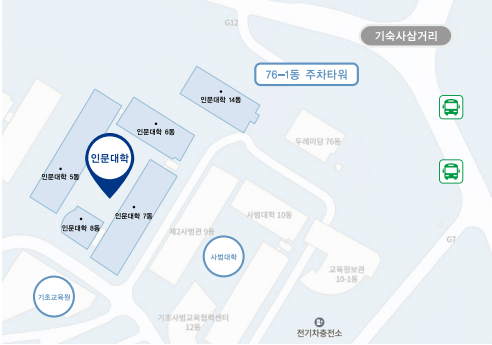 G12
기숙사삼거리
76-1동 주차타워
인문대학 14동
인문대학 6동
두레미담 76동
인문대학
인문대학 5동
인문대학 7동
사범대학 10동
인문대학 8동
제2사범관 9동
G7
사범대학
교육정보관
10-1동
기초교육원
기초사범교육협력센터
12동
전기차충전소